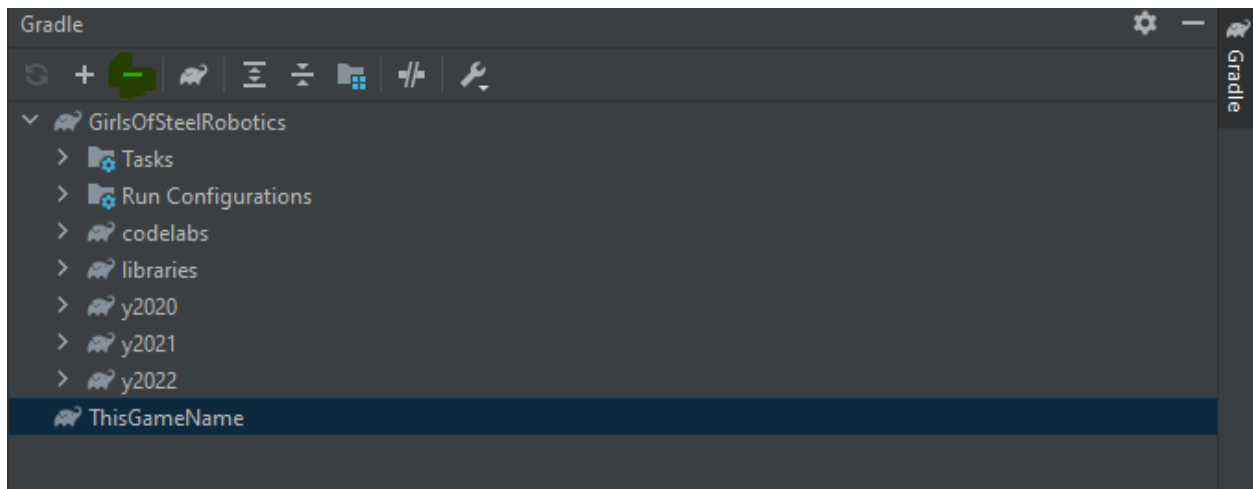 Gradle
Gradle
GirlsOfSteelRobotics
Tasks
Run Configurations
codelabs
libraries
y2020
y2021
y2022
ThisGameName